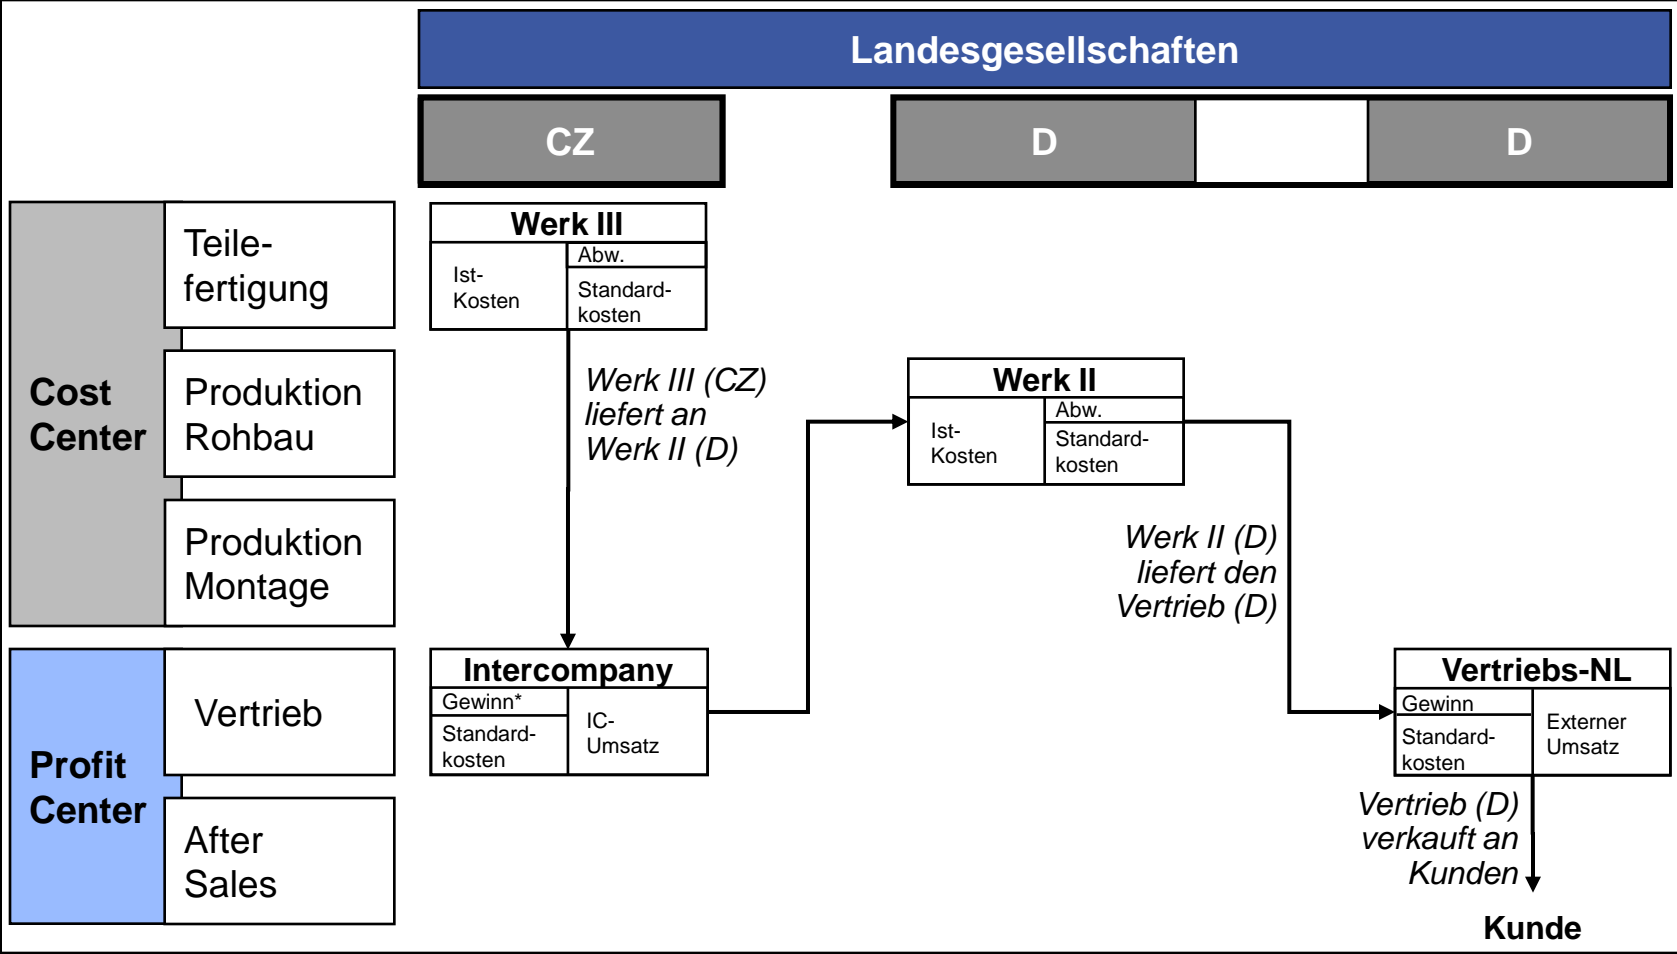 Landesgesellschaften
CZ
D
D
Cost
Center
Teile-
fertigung
Produktion
Rohbau
Produktion
Montage
Profit
Center
Vertrieb
After
Sales
Werk III
Ist-
Kosten
Abw.
Standard-
kosten
Werk III (CZ)
liefert an
Werk II (D)
Intercompany
Gewinn*
Standard-
kosten
IC-
Umsatz
Werk II
Ist-
Kosten
Abw.
Standard-
kosten
Werk II (D)
liefert den
Vertrieb (D)
Vertriebs-NL
Gewinn
Standard-
kosten
Externer
Umsatz
Vertrieb (D)
verkauft an
Kunden
Kunde